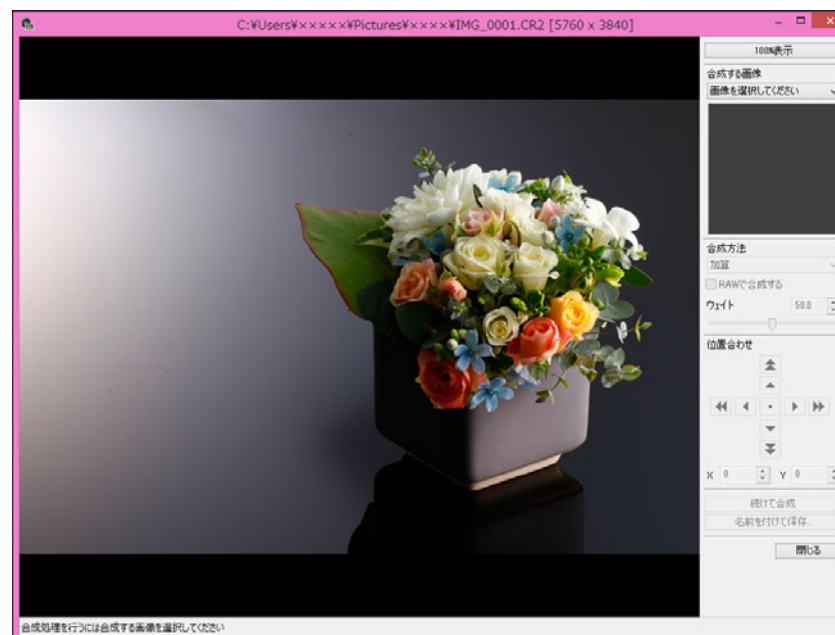 C:¥Users¥×××××¥Pictures¥××××¥IMG_0001.CR2 [5760 x 3840]
100%表示
合成する画像
画像を選択してください
合成方法
加算
RAWで合成する
ウェイト 50.0
位置合わせ
X 0 Y 0
続けて合成
名前を付けて保存...
閉じる
合成処理を行うには合成する画像を選択してください